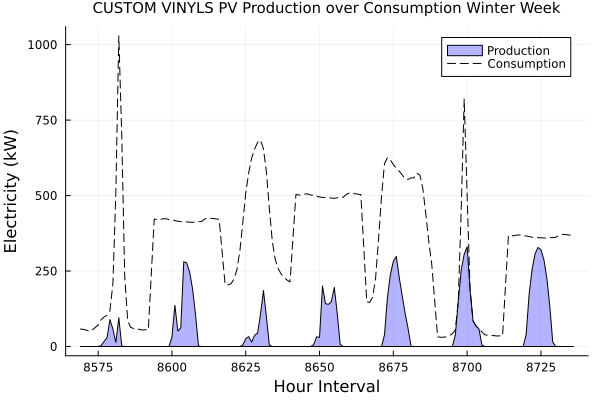 CUSTOM VINYLS PV Production over Consumption Winter Week
Production
Consumption
Electricity (kW)
1000
750
500
250
0
8575 8600 8625 8650 8675 8700 8725
Hour Interval